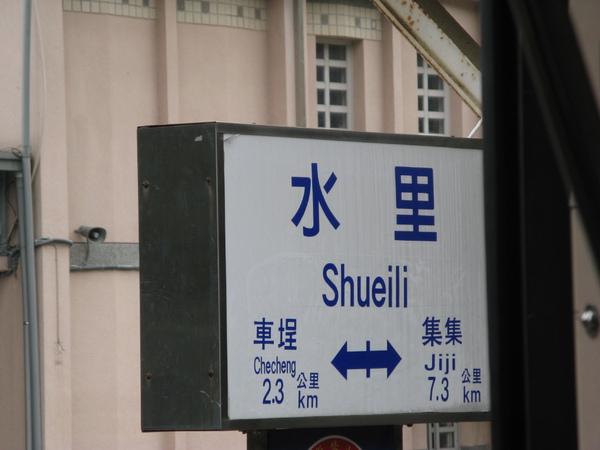 水里
Shueili
車埕 集集
Checheng Jiji
2.3 公里 km 7.3 公里 km